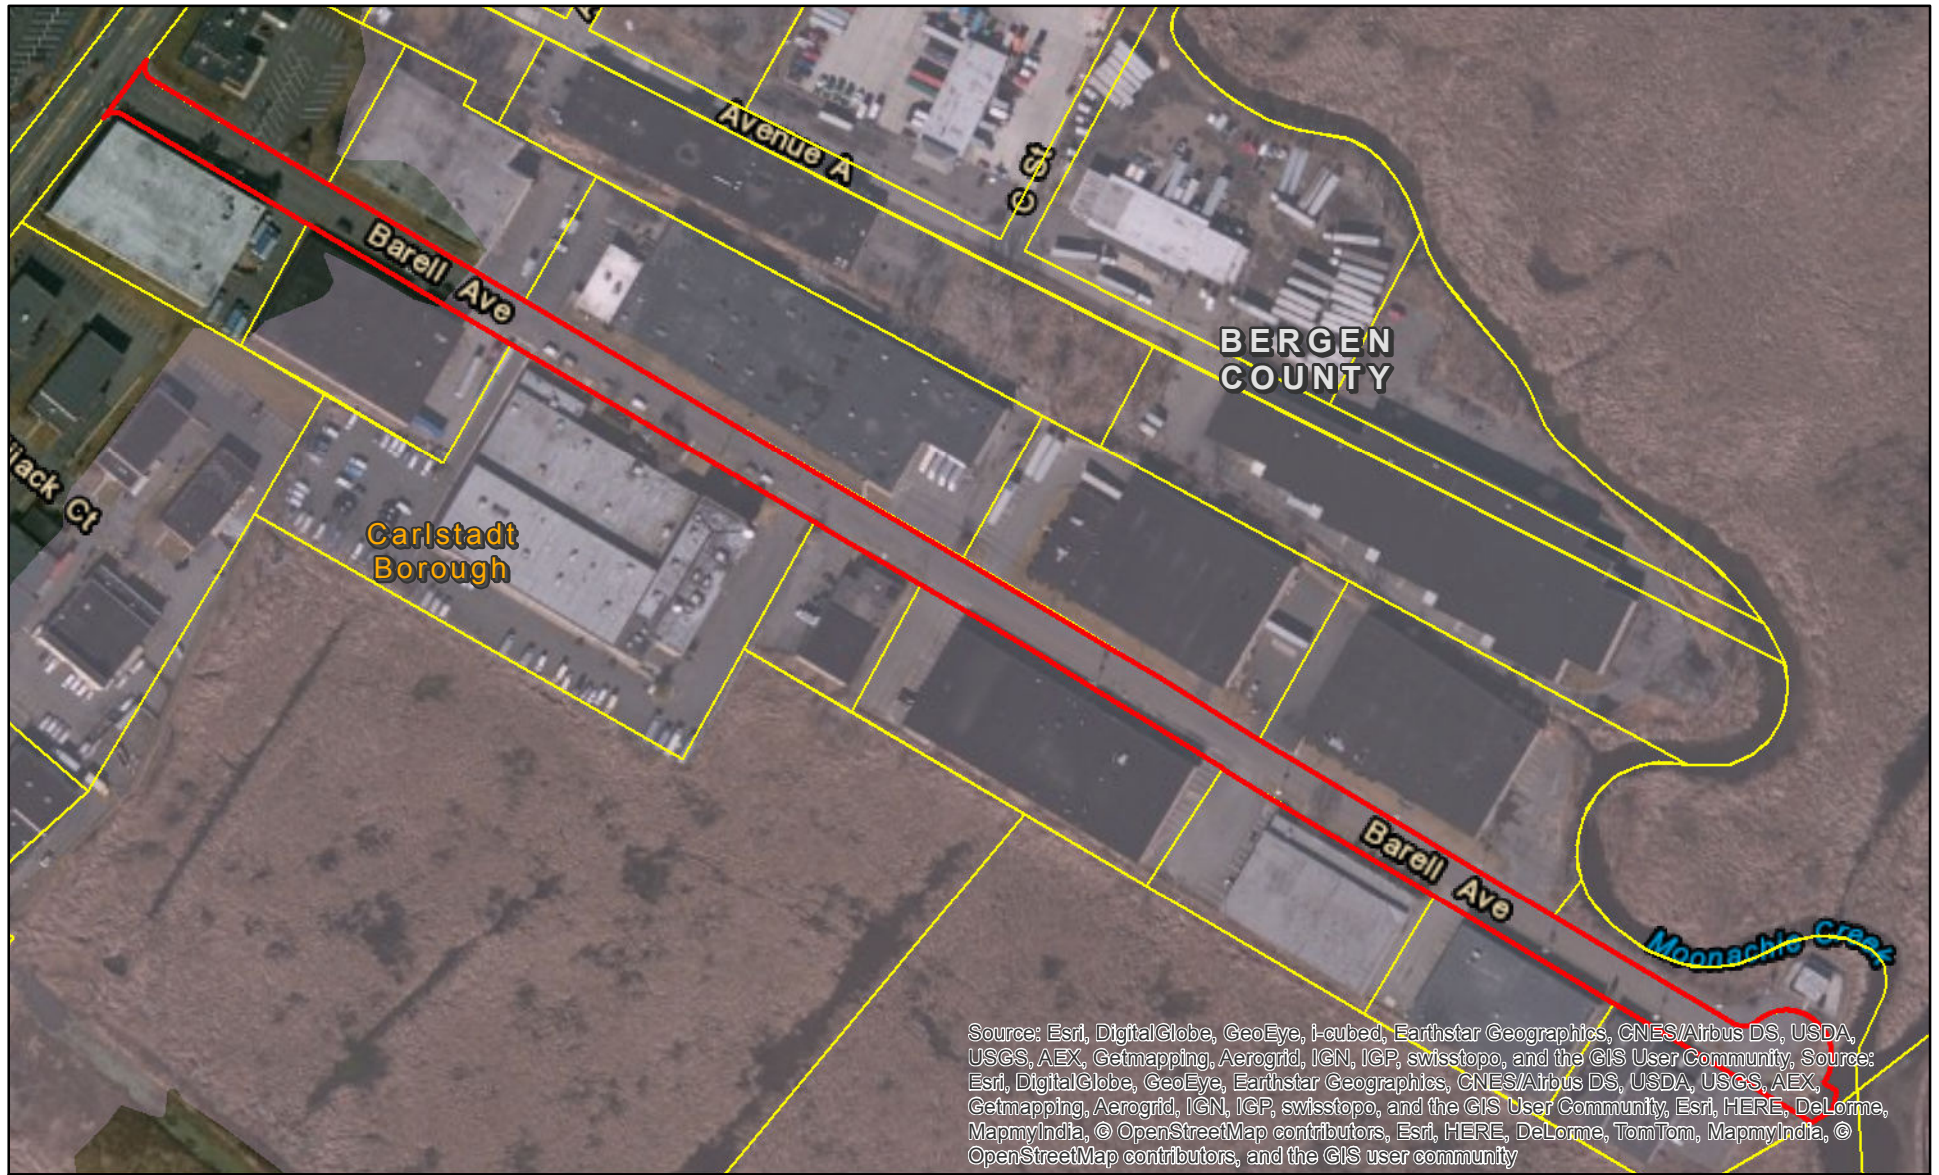 Avenue A
C St
Barell Ave
BERGEN
COUNTY
llack Ct
Carlstadt
Borough
Barell Ave
Moonachie Creek
Source: Esri, DigitalGlobe, GeoEye, i-cubed, Earthstar Geographics, CNES/Airbus DS, USDA,
USGS, AEX, Getmapping, Aerogrid, IGN, IGP, swisstopo, and the GIS User Community, Source:
Esri, DigitalGlobe, GeoEye, Earthstar Geographics, CNES/Airbus DS, USDA, USGS, AEX,
Getmapping, Aerogrid, IGN, IGP, swisstopo, and the GIS User Community, Esri, HERE, DeLorme,
MapmyIndia, © OpenStreetMap contributors, Esri, HERE, DeLorme, TomTom, MapmyIndia, ©
OpenStreetMap contributors, and the GIS user community